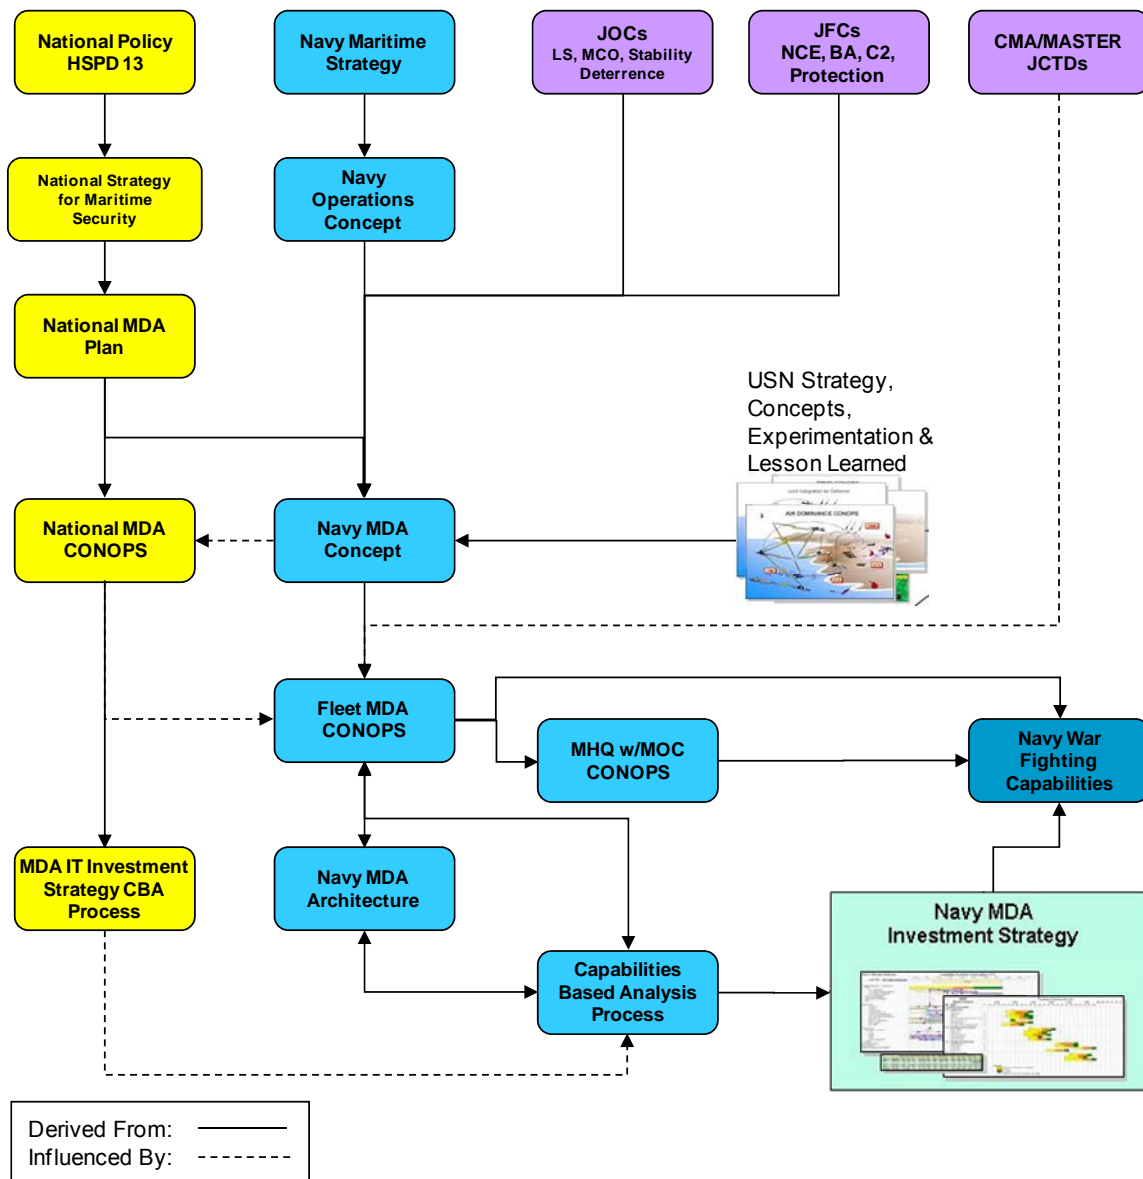 National Policy
HSPD 13
Navy Maritime
Strategy
JOCs
LS, MCO, Stability
Deterrence
JFCs
NCE, BA, C2,
Protection
CMA/MASTER
JCTDs
National Strategy
for Maritime
Security
Navy
Operations
Concept
National MDA
Plan
USN Strategy,
Concepts,
Experimentation &
Lesson Learned
AIR DOMINANCE CONOPS
National MDA
CONOPS
Navy MDA
Concept
Fleet MDA
CONOPS
MHQ w/MOC
CONOPS
Navy War
Fighting
Capabilities
MDA IT Investment
Strategy CBA
Process
Navy MDA
Architecture
Navy MDA
Investment Strategy
Capabilities
Based Analysis
Process
Derived From:
Influenced By: